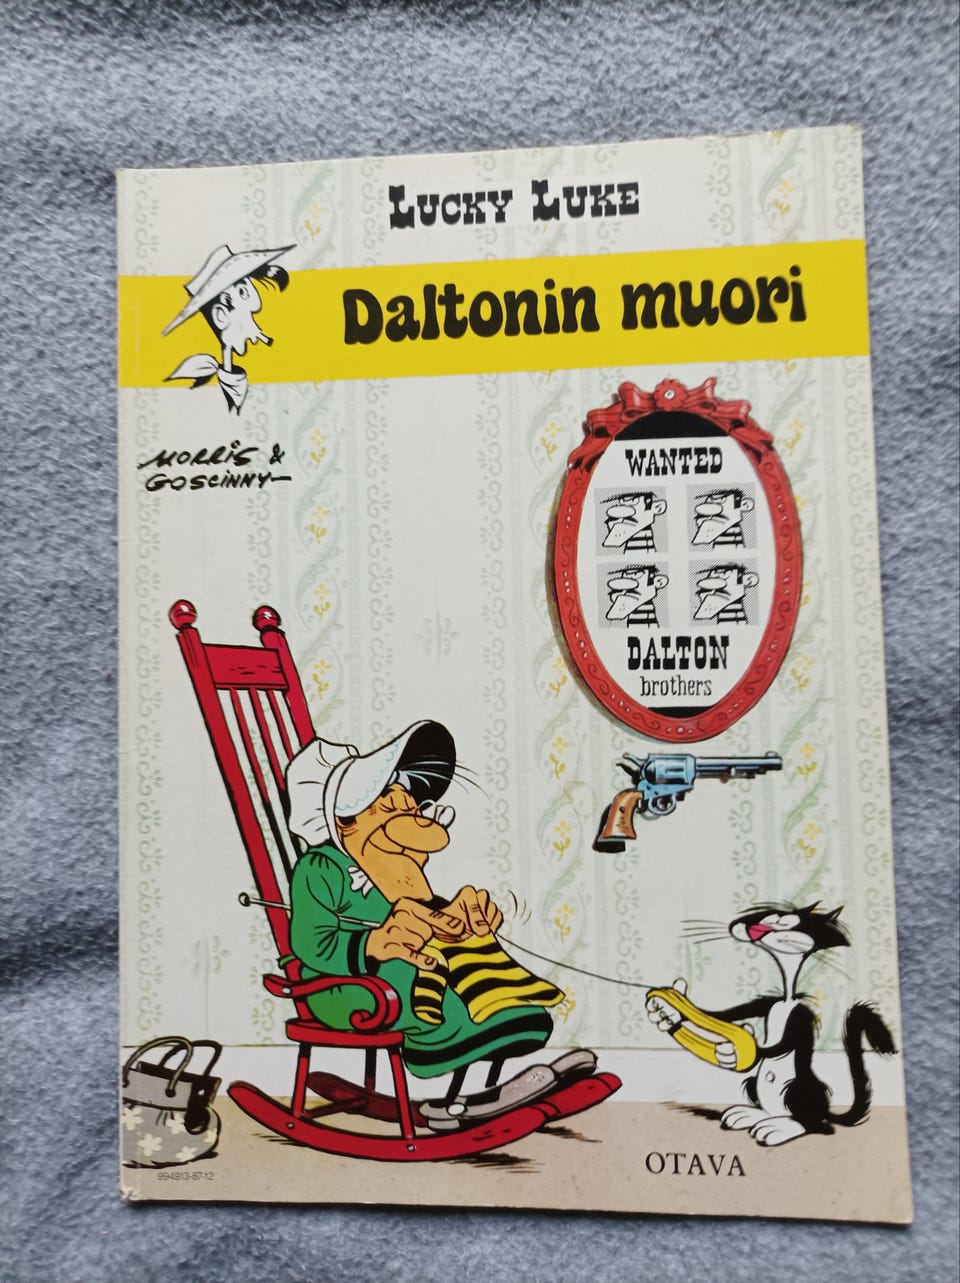 LUCKY LUKE
Daltonin muori
MORRIS &
GOSCINNY
WANTED
DALTON
brothers
OTAVA
994913-87-12